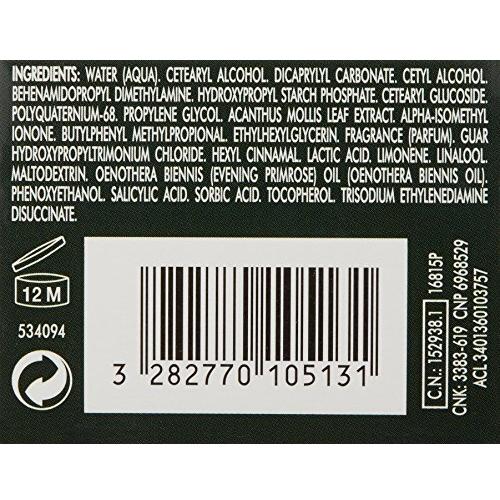 INGREDIENTS: WATER (AQUA). CETEARYL ALCOHOL. DICAPRYLYL CARBONATE. CETYL ALCOHOL.
BEHENAMIDOPROPYL DIMETHYLAMINE. HYDROXYPROPYL STARCH PHOSPHATE. CETEARYL GLUCOSIDE.
POLYQUATERNIUM-68. PROPYLENE GLYCOL. ACANTHUS MOLLIS LEAF EXTRACT. ALPHA-ISOMETHYL
IONONE. BUTYLPHENYL METHYLPROPIONAL. ETHYLHEXYLGLYCERIN. FRAGRANCE (PARFUM). GUAR
HYDROXYPROPYLTRIMONIUM CHLORIDE. HEXYL CINNAMAL. LACTIC ACID. LIMONENE. LINALOOL.
MALTODEXTRIN. OENOTHERA BIENNIS (EVENING PRIMROSE) OIL (OENOTHERA BIENNIS OIL).
PHENOXYETHANOL. SALICYLIC ACID. SORBIC ACID. TOCOPHEROL. TRISODIUM ETHYLENEDIAMINE
DISUCCINATE.
12 M
534094
3 282770 105131
C.N.: 152938.1 16815P
CNK: 3383-619 CNP 6968529
ACL 3401360103757